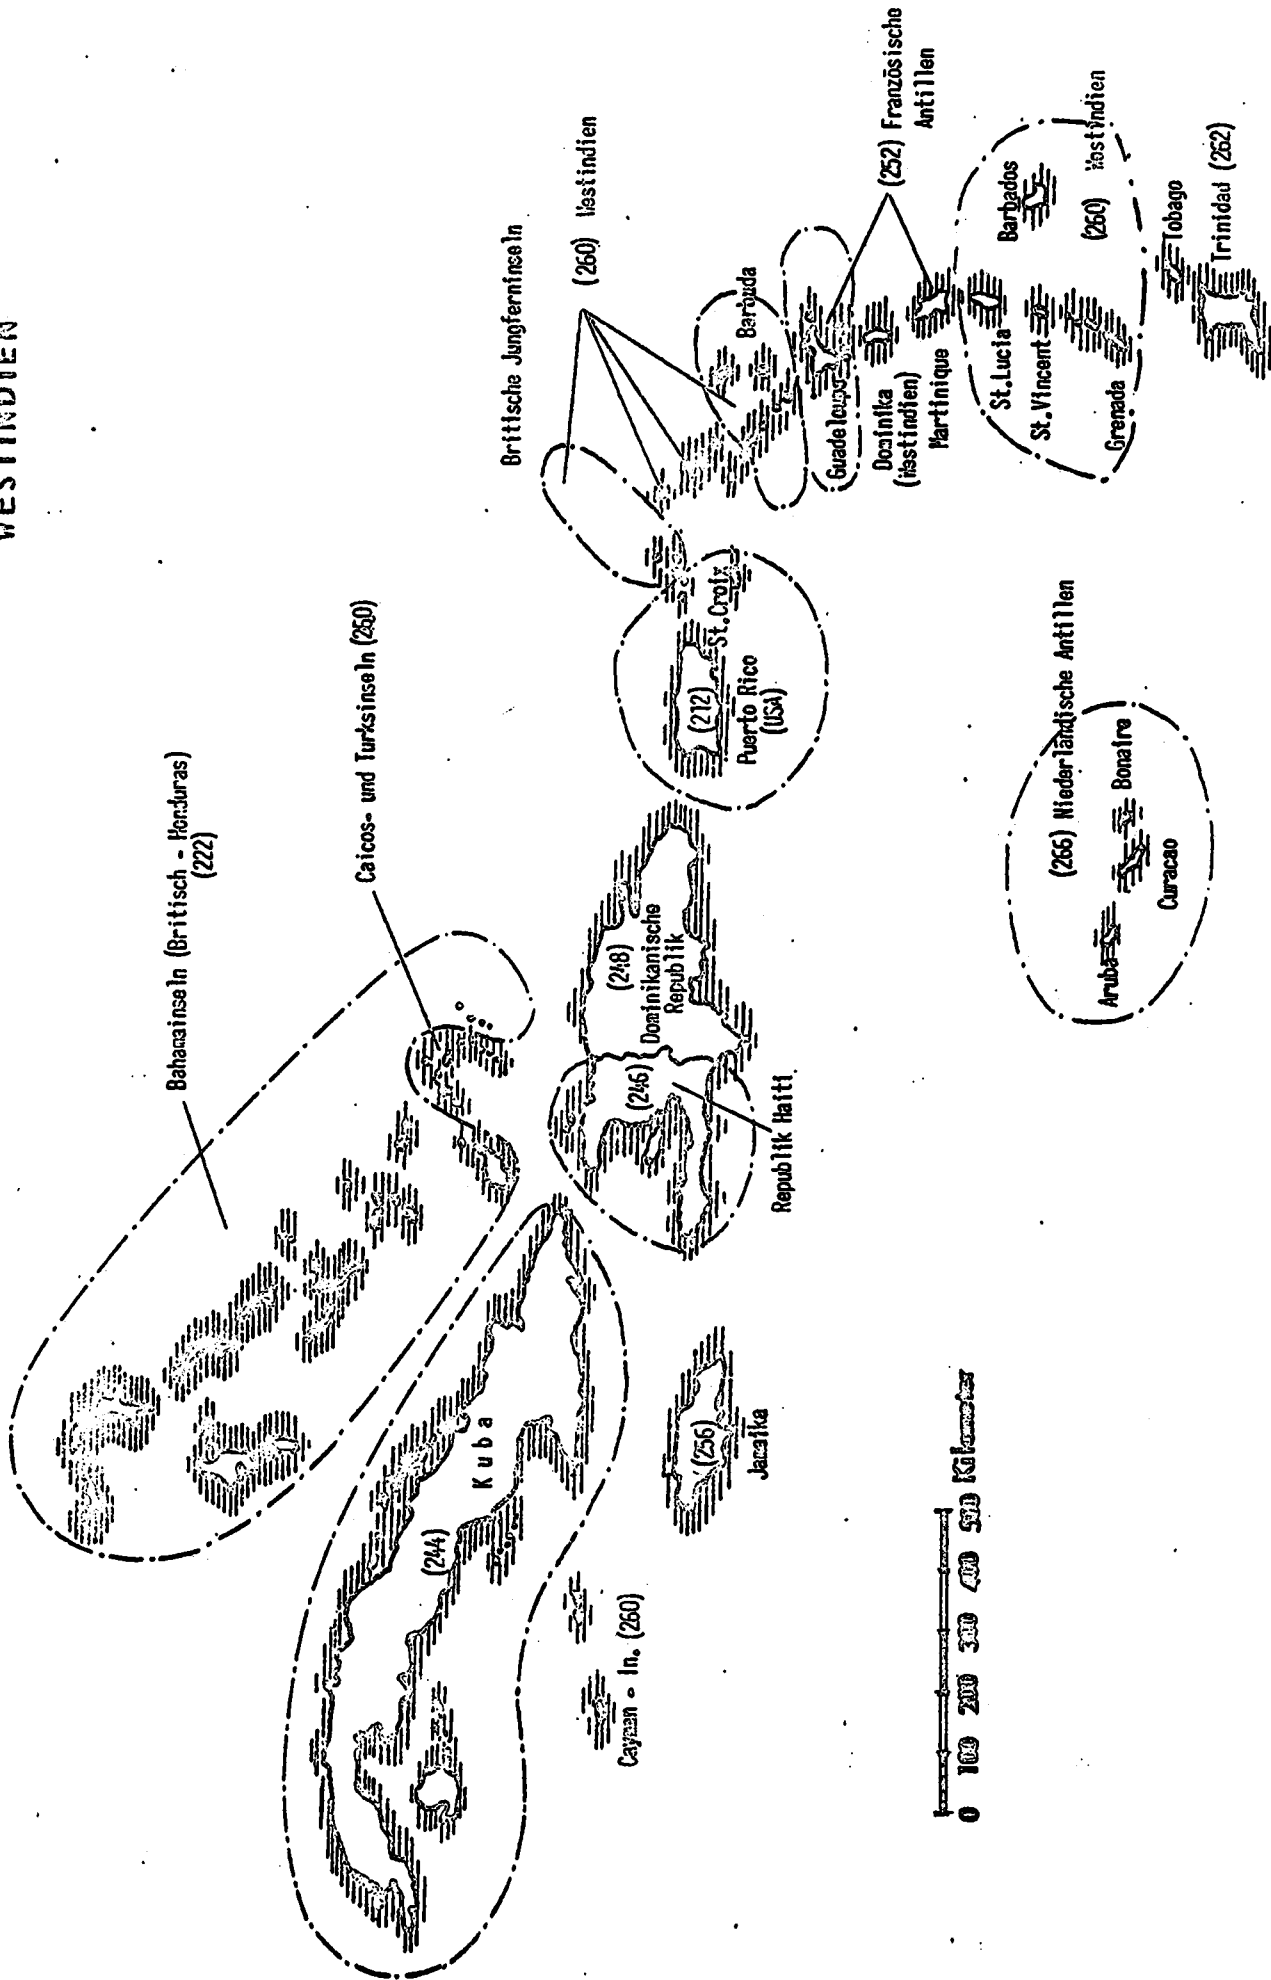 WESTINDIEN
Bahamainseln (Britisch - Honduras)
(222)
Caicos- und Turksinseln (260)
Britische Jungferninseln
(260) Westindien
Kuba
(244)
Cayman - In. (260)
(256)
Jamaika
(246)
Republik Haiti
(248)
Dominikanische
Republik
(212)
St.Croix
Puerto Rico
(USA)
Barbuda
Guadeloupe
(252) Französische
Antillen
Dominika
(Westindien)
Martinique
St.Lucia
St.Vincent
Grenada
Barbados
(260) Westindien
Tobago
Trinidad (262)
(266) Niederländische Antillen
Aruba
Bonaire
Curacao
0 100 200 300 400 500 Kilometer